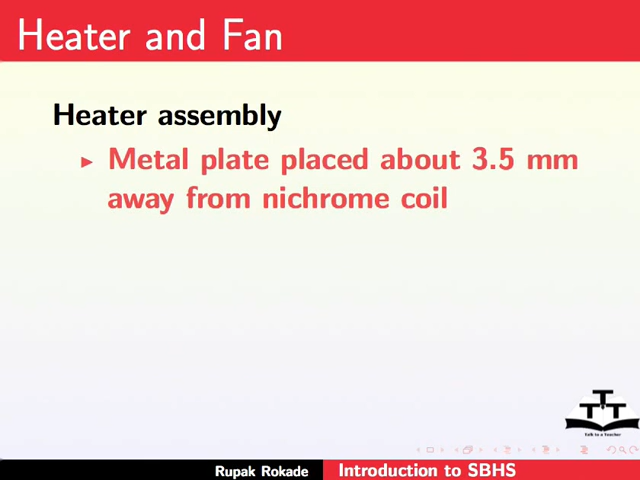 Heater and Fan
Heater assembly
Metal plate placed about 3.5 mm
away from nichrome coil
TTT
Talk to a Teacher
Rupak Rokade
Introduction to SBHS